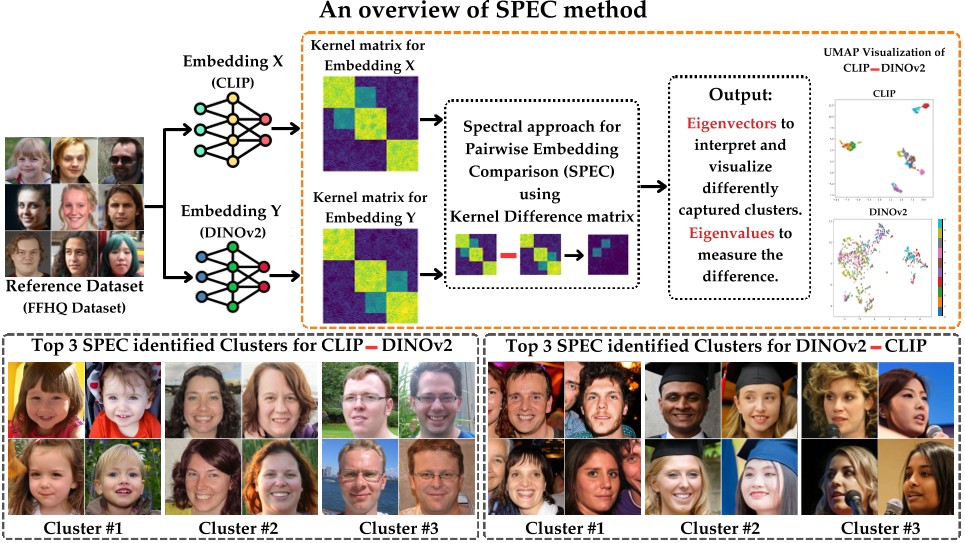 An overview of SPEC method
Embedding X
(CLIP)
Embedding Y
(DINOv2)
Reference Dataset
(FFHQ Dataset)
Kernel matrix for
Embedding X
Kernel matrix for
Embedding Y
Spectral approach for
Pairwise Embedding
Comparison (SPEC)
using
Kernel Difference matrix
Output:
Eigenvectors to
interpret and
visualize
differently
captured clusters.
Eigenvalues to
measure the
difference.
UMAP Visualization of
CLIP – DINOv2
CLIP
DINOv2
Top 3 SPEC identified Clusters for CLIP – DINOv2
Cluster #1
Cluster #2
Cluster #3
Top 3 SPEC identified Clusters for DINOv2 – CLIP
Cluster #1
Cluster #2
Cluster #3